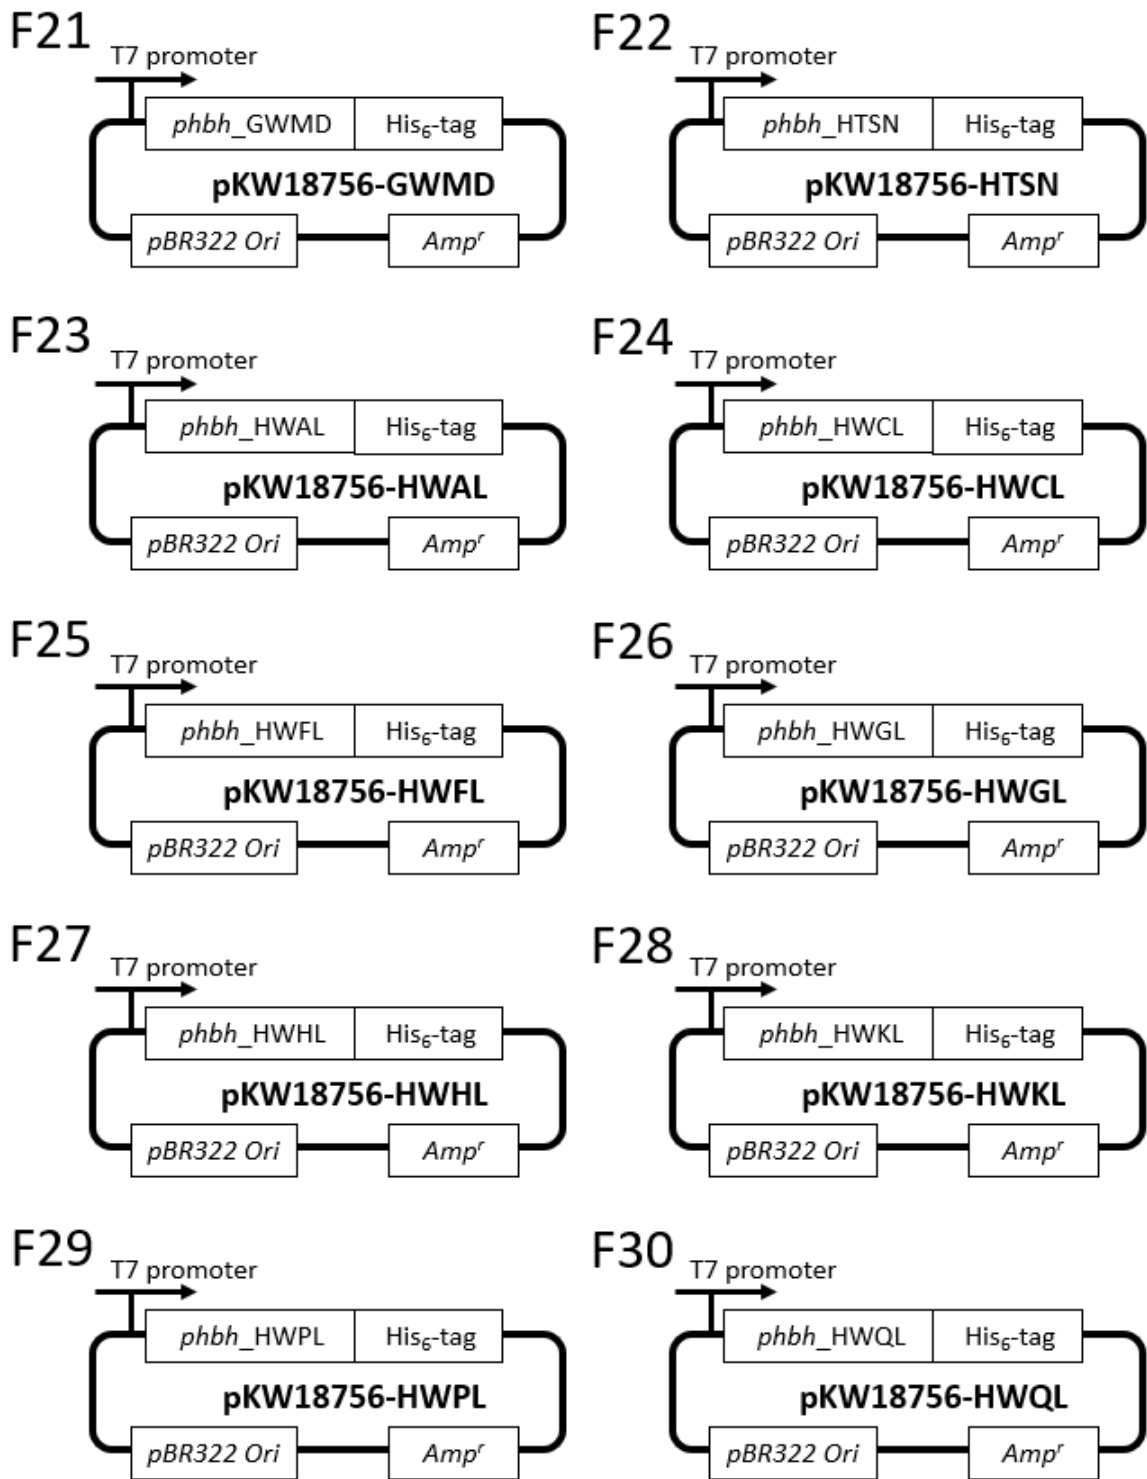 F21
T7 promoter
phbh_GWMD His₆-tag
pKW18756-GWMD
pBR322 Ori Ampʳ
F22
T7 promoter
phbh_HTSN His₆-tag
pKW18756-HTSN
pBR322 Ori Ampʳ
F23
T7 promoter
phbh_HWAL His₆-tag
pKW18756-HWAL
pBR322 Ori Ampʳ
F24
T7 promoter
phbh_HWCL His₆-tag
pKW18756-HWCL
pBR322 Ori Ampʳ
F25
T7 promoter
phbh_HWFL His₆-tag
pKW18756-HWFL
pBR322 Ori Ampʳ
F26
T7 promoter
phbh_HWGL His₆-tag
pKW18756-HWGL
pBR322 Ori Ampʳ
F27
T7 promoter
phbh_HWHL His₆-tag
pKW18756-HWHL
pBR322 Ori Ampʳ
F28
T7 promoter
phbh_HWKL His₆-tag
pKW18756-HWKL
pBR322 Ori Ampʳ
F29
T7 promoter
phbh_HWPL His₆-tag
pKW18756-HWPL
pBR322 Ori Ampʳ
F30
T7 promoter
phbh_HWQL His₆-tag
pKW18756-HWQL
pBR322 Ori Ampʳ